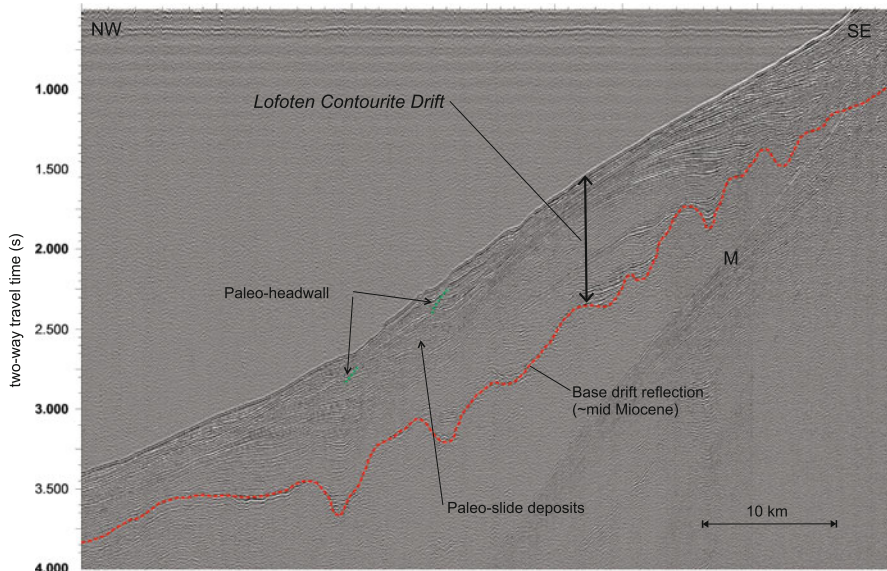 NW
SE
1.000
Lofoten Contourite Drift
1.500
2.000
M
Paleo-headwall
2.500
two-way travel time (s)
Base drift reflection
(~mid Miocene)
3.000
3.500
Paleo-slide deposits
10 km
4.000